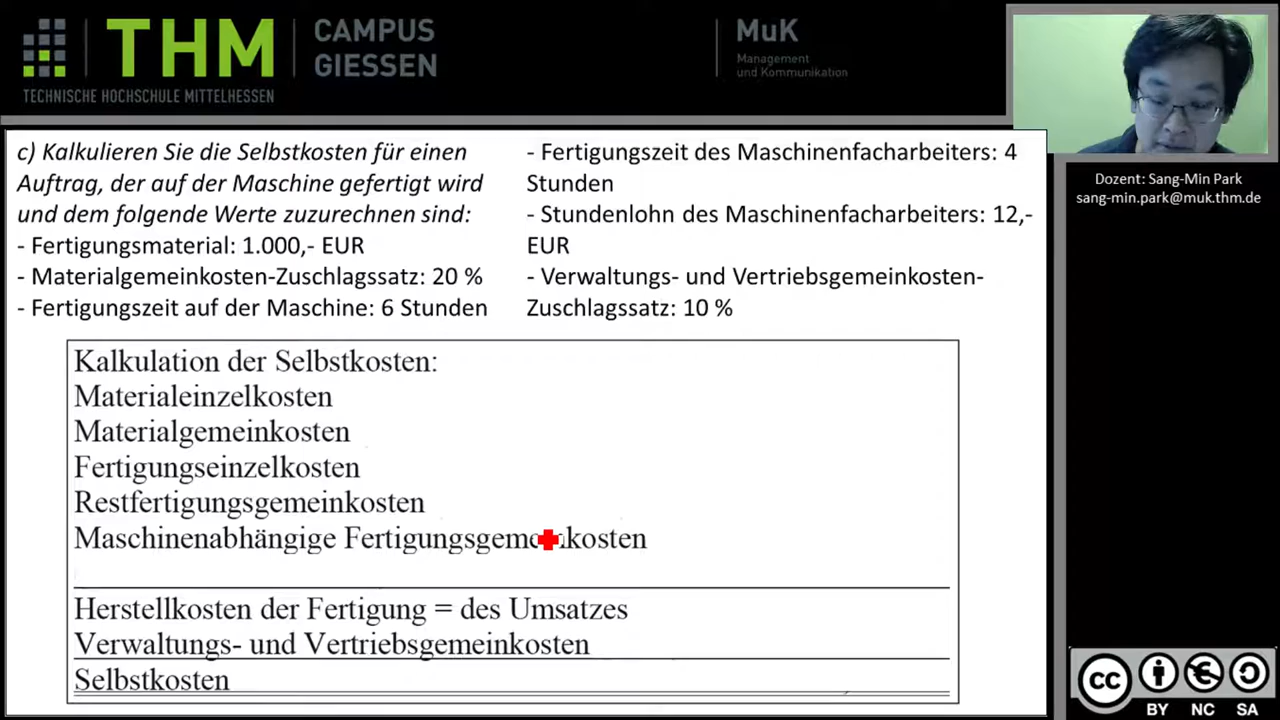 THM
CAMPUS
GIESSEN
TECHNISCHE HOCHSCHULE MITTELHESSEN
MuK
Management
und Kommunikation
c) Kalkulieren Sie die Selbstkosten für einen
Auftrag, der auf der Maschine gefertigt wird
und dem folgende Werte zuzurechnen sind:
- Fertigungsmaterial: 1.000,- EUR
- Materialgemeinkosten-Zuschlagssatz: 20 %
- Fertigungszeit auf der Maschine: 6 Stunden
- Fertigungszeit des Maschinenfacharbeiters: 4
Stunden
- Stundenlohn des Maschinenfacharbeiters: 12,-
EUR
- Verwaltungs- und Vertriebsgemeinkosten-
Zuschlagssatz: 10 %
Dozent: Sang-Min Park
sang-min.park@muk.thm.de
Kalkulation der Selbstkosten:
Materialeinzelkosten
Materialgemeinkosten
Fertigungseinzelkosten
Restfertigungsgemeinkosten
Maschinenabhängige Fertigungsgemeinkosten
Herstellkosten der Fertigung = des Umsatzes
Verwaltungs- und Vertriebsgemeinkosten
Selbstkosten
CC
BY NC SA